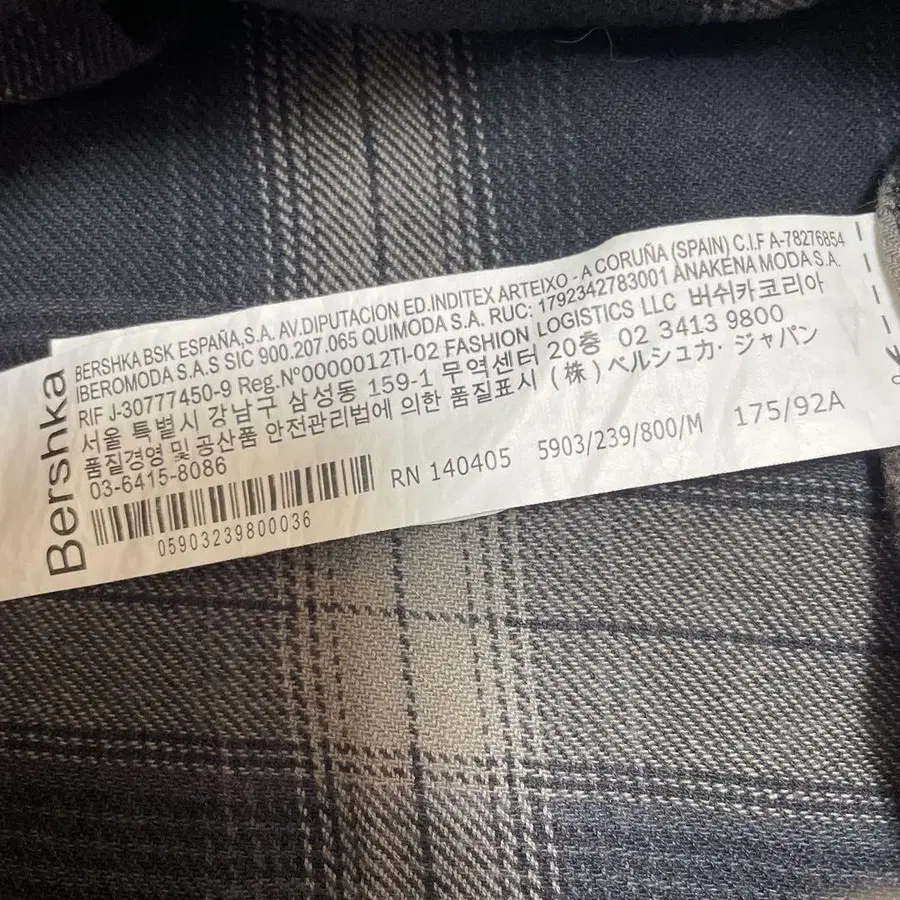 Bershka
BERSHKA BSK ESPAÑA,S.A. AV.DIPUTACION ED.INDITEX ARTEIXO - A CORUÑA (SPAIN) C.I.F A-78276854
IBEROMODA S.A.S SIC 900.207.065 QUIMODA S.A. RUC: 1792342783001 ANAKENA MODA S.A.
RIF J-30777450-9 Reg.N°0000012TI-02 FASHION LOGISTICS LLC 버쉬카코리아
서울 특별시 강남구 삼성동 159-1 무역센터 20층 02 3413 9800
품질경영 및 공산품 안전관리법에 의한 품질표시 (株)ベルシュカ・ジャパン
03-6415-8086
RN 140405 5903/239/800/M 175/92A
05903239800036